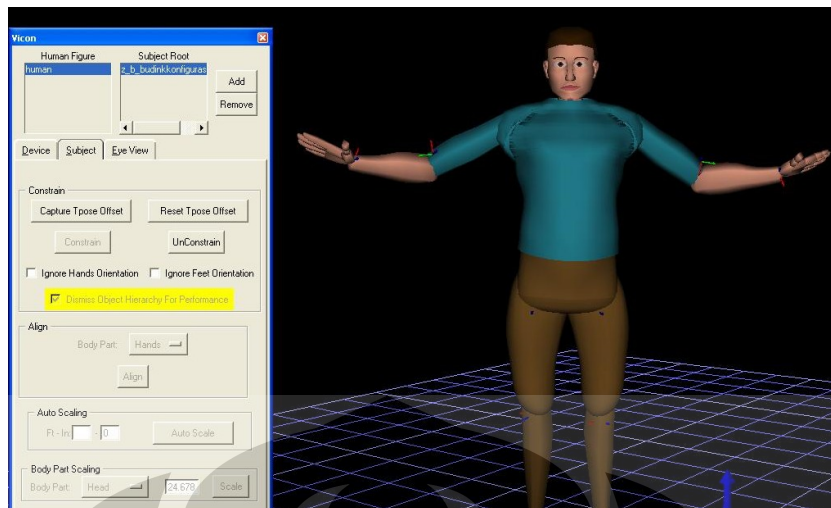 Vicon
Human Figure Subject Root
human z_b_budinkkonfiguras
Add
Remove
Device Subject Eye View
Constrain
Capture Tpose Offset Reset Tpose Offset
Constrain UnConstrain
Ignore Hands Orientation Ignore Feet Orientation
Dismiss Object Hierarchy For Performance
Align
Body Part: Hands
Align
Auto Scaling
Ft - In: - 0 Auto Scale
Body Part Scaling
Body Part: Head 24.678 Scale